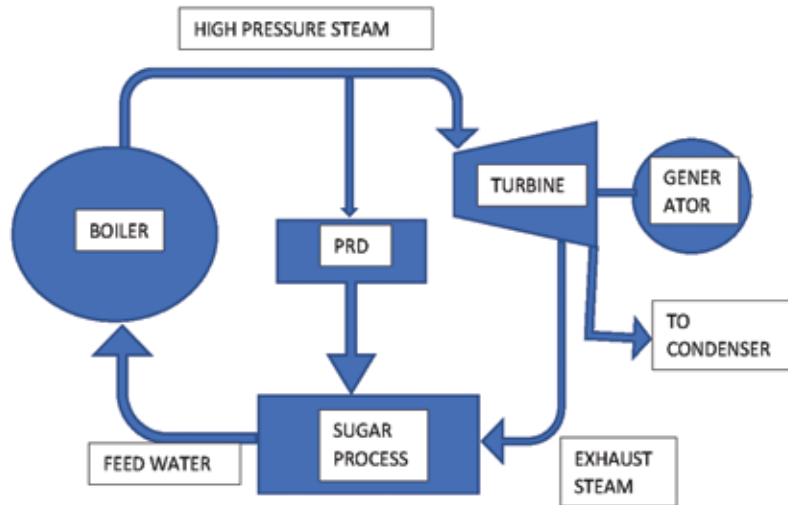 HIGH PRESSURE STEAM
BOILER
PRD
TURBINE
GENER
ATOR
TO
CONDENSER
SUGAR
PROCESS
FEED WATER
EXHAUST
STEAM